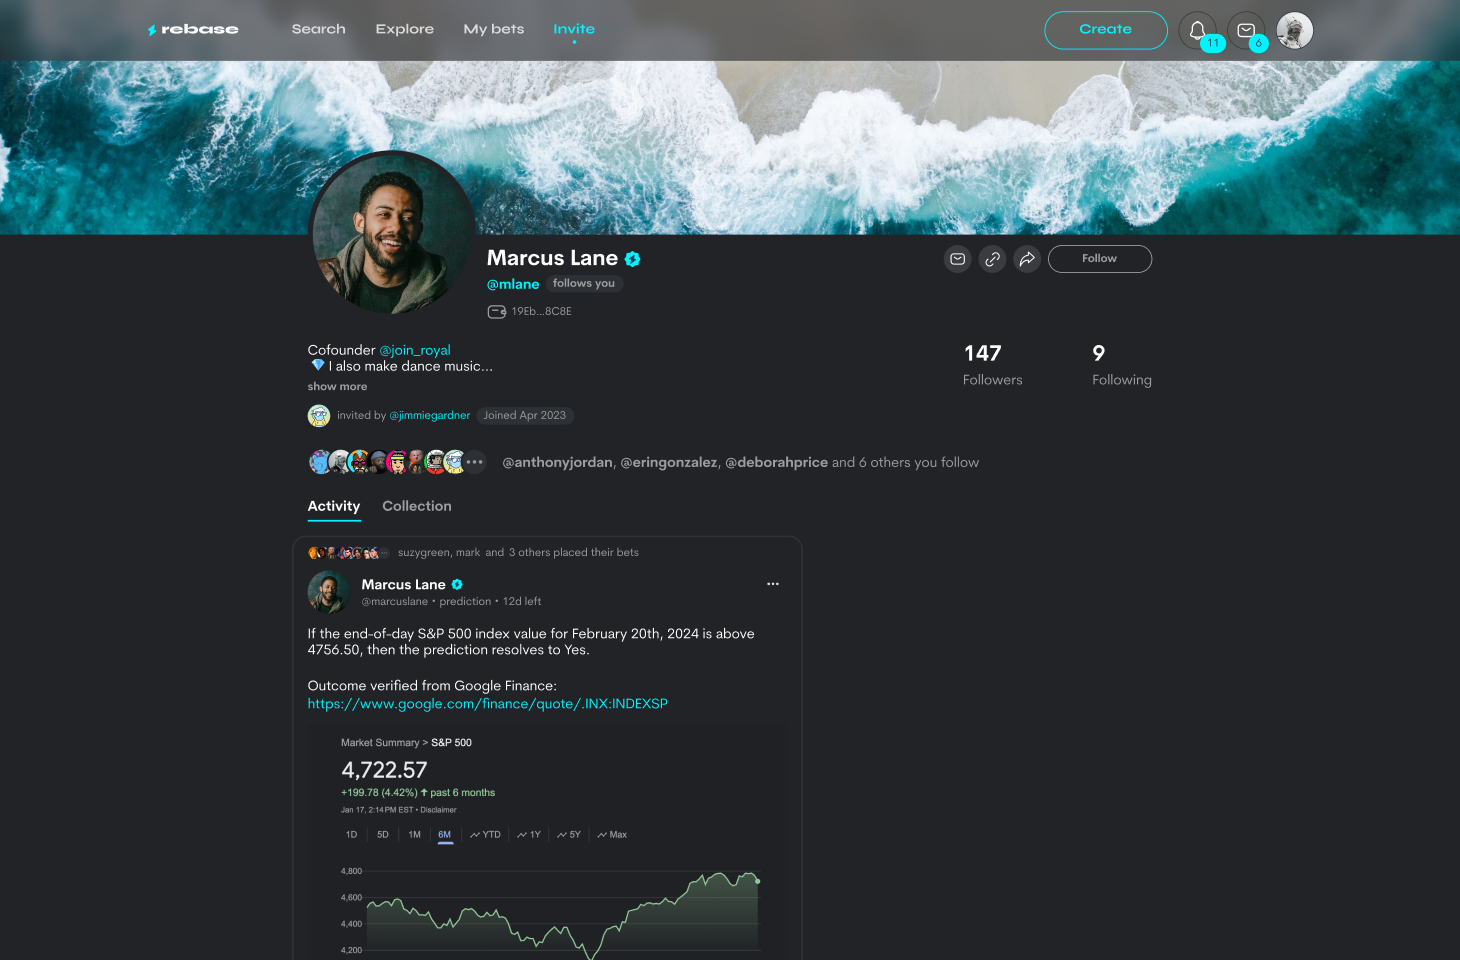 rebase Search Explore My bets Invite Create 11 6
Marcus Lane
@mlane follows you
19Eb...8C8E
Follow
Cofounder @join_royal
I also make dance music...
show more
147 Followers
9 Following
invited by @jimmiegardner Joined Apr 2023
@anthonyjordan, @eringonzalez, @deborahprice and 6 others you follow
Activity Collection
suzygreen, mark and 3 others placed their bets
Marcus Lane
@marcuslane • prediction • 12d left
If the end-of-day S&P 500 index value for February 20th, 2024 is above
4756.50, then the prediction resolves to Yes.
Outcome verified from Google Finance:
https://www.google.com/finance/quote/.INX:INDEXSP
Market Summary > S&P 500
4,722.57
+199.78 (4.42%) ↑ past 6 months
Jan 17, 2:14 PM EST • Disclaimer
1D 5D 1M 6M YTD 1Y 5Y Max
4,800
4,600
4,400
4,200